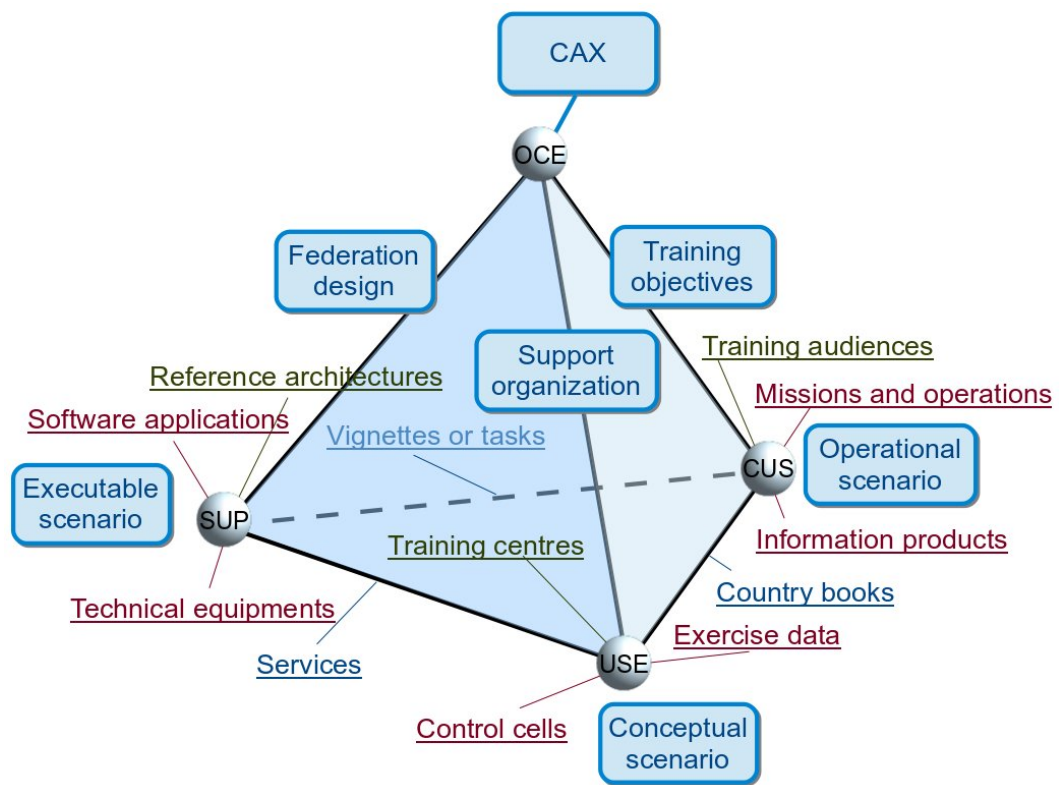 CAX
OCE
Federation
design
Training
objectives
Support
organization
Training audiences
Reference architectures
Missions and operations
Software applications
Vignettes or tasks
Operational
scenario
CUS
Executable
scenario
SUP
Training centres
Information products
Country books
Technical equipments
Exercise data
Services
USE
Control cells
Conceptual
scenario